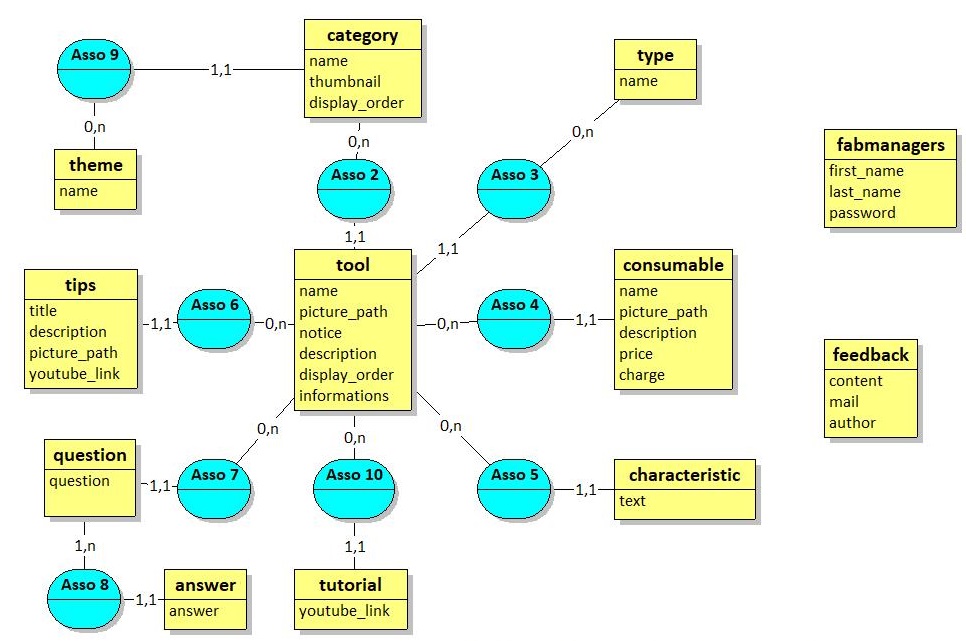 category
name
thumbnail
display_order
Asso 9
1,1
0,n
theme
name
0,n
Asso 2
1,1
type
name
0,n
Asso 3
1,1
fabmanagers
first_name
last_name
password
tool
name
picture_path
notice
description
display_order
informations
tips
title
description
picture_path
youtube_link
1,1
Asso 6
0,n
0,n
Asso 4
1,1
consumable
name
picture_path
description
price
charge
feedback
content
mail
author
question
question
1,1
Asso 7
0,n
0,n
Asso 10
1,1
tutorial
youtube_link
0,n
Asso 5
1,1
characteristic
text
1,n
Asso 8
1,1
answer
answer